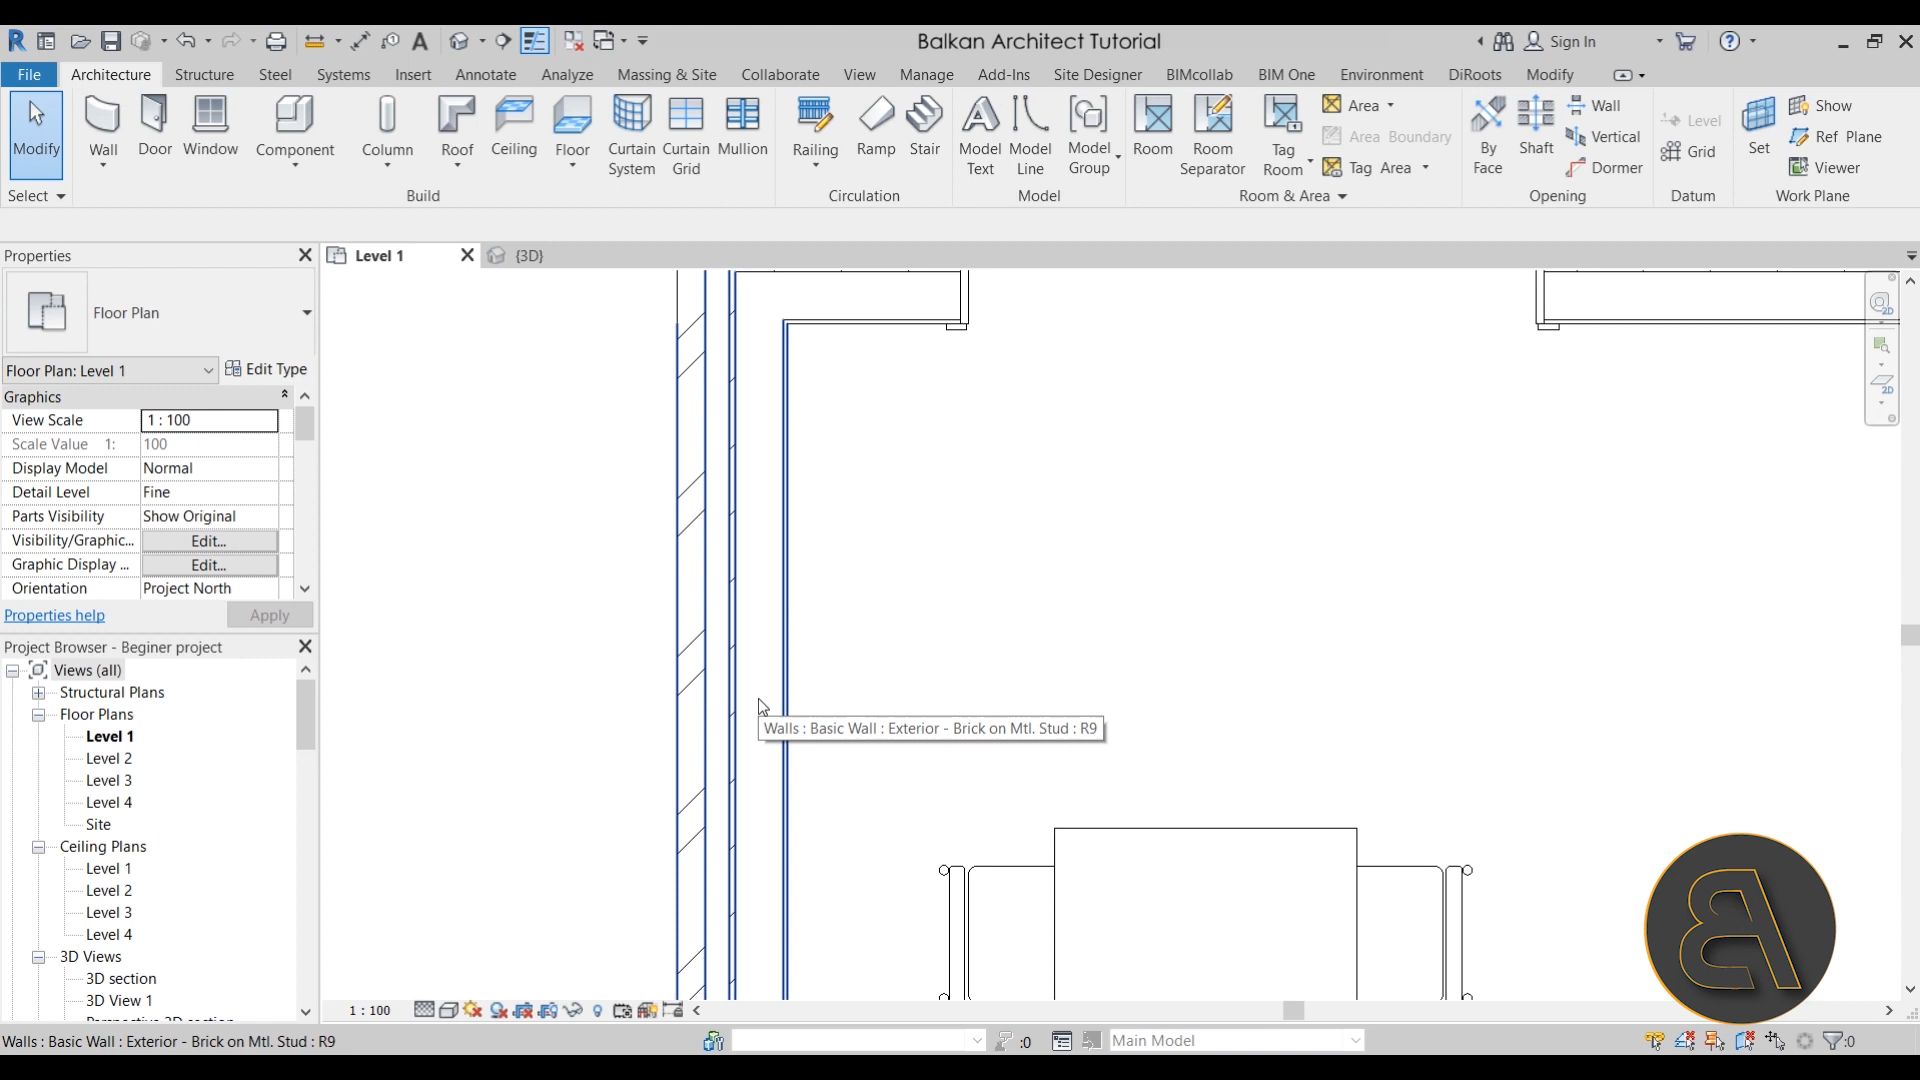 Balkan Architect Tutorial
Sign In
File Architecture Structure Steel Systems Insert Annotate Analyze Massing & Site Collaborate View Manage Add-Ins Site Designer BIMcollab BIM One Environment DiRoots Modify
Modify
Wall
Door
Window
Component
Column
Roof
Ceiling
Floor
Curtain System
Curtain Grid
Mullion
Railing
Ramp
Stair
Model Text
Model Line
Model Group
Room
Room Separator
Tag Room
Area
Area Boundary
Tag Area
By Face
Shaft
Wall
Vertical
Dormer
Level
Grid
Set
Show
Ref Plane
Viewer
Select
Build
Circulation
Model
Room & Area
Opening
Datum
Work Plane
Properties
Level 1
{3D}
Floor Plan
Floor Plan: Level 1
Edit Type
Graphics
View Scale 1 : 100
Scale Value 1: 100
Display Model Normal
Detail Level Fine
Parts Visibility Show Original
Visibility/Graphic... Edit...
Graphic Display ... Edit...
Orientation Project North
Properties help
Apply
Project Browser - Beginer project
Views (all)
Structural Plans
Floor Plans
Level 1
Level 2
Level 3
Level 4
Site
Ceiling Plans
Level 1
Level 2
Level 3
Level 4
3D Views
3D section
3D View 1
Walls : Basic Wall : Exterior - Brick on Mtl. Stud : R9
2D
2D
1 : 100
Walls : Basic Wall : Exterior - Brick on Mtl. Stud : R9
:0
Main Model
:0